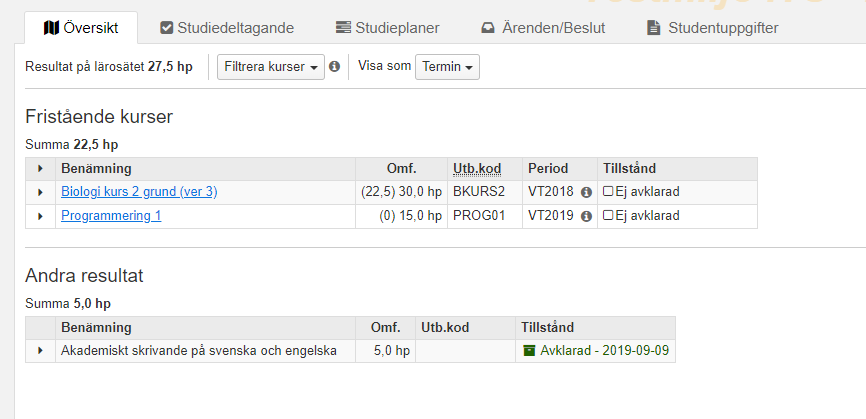 Översikt Studiedeltagande Studieplaner Ärenden/Beslut Studentuppgifter
Resultat på lärosätet 27,5 hp Filtrera kurser Visa som Termin
Fristående kurser
Summa 22,5 hp
Benämning Omf. Utb.kod Period Tillstånd
Biologi kurs 2 grund (ver 3) (22,5) 30,0 hp BKURS2 VT2018 Ej avklarad
Programmering 1 (0) 15,0 hp PROG01 VT2019 Ej avklarad
Andra resultat
Summa 5,0 hp
Benämning Omf. Utb.kod Tillstånd
Akademiskt skrivande på svenska och engelska 5,0 hp Avklarad - 2019-09-09